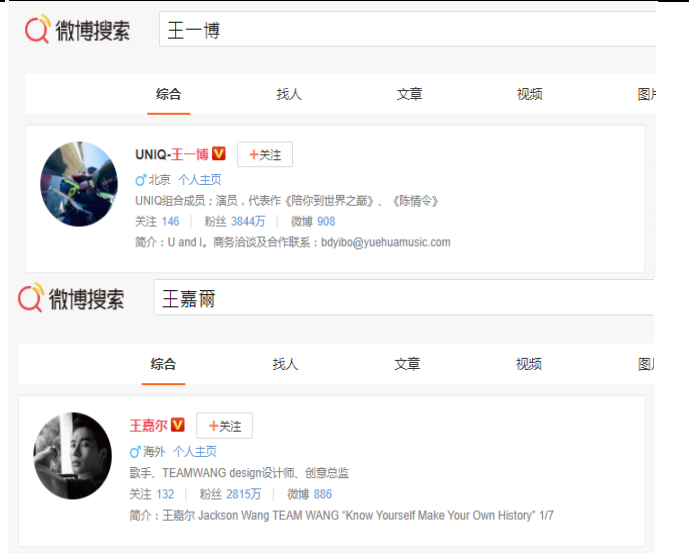 微博搜索 王一博
综合 找人 文章 视频 图片
UNIQ-王一博 V +关注
北京 个人主页
UNIQ组合成员；演员，代表作《陪你到世界之巅》、《陈情令》
关注 146 粉丝 3844万 微博 908
简介：U and I。商务洽谈及合作联系：bdyibo@yuehuamusic.com
微博搜索 王嘉爾
综合 找人 文章 视频 图
王嘉尔 V +关注
海外 个人主页
歌手、TEAMWANG design设计师、创意总监
关注 132 粉丝 2815万 微博 886
简介：王嘉尔 Jackson Wang TEAM WANG “Know Yourself Make Your Own History” 1/7